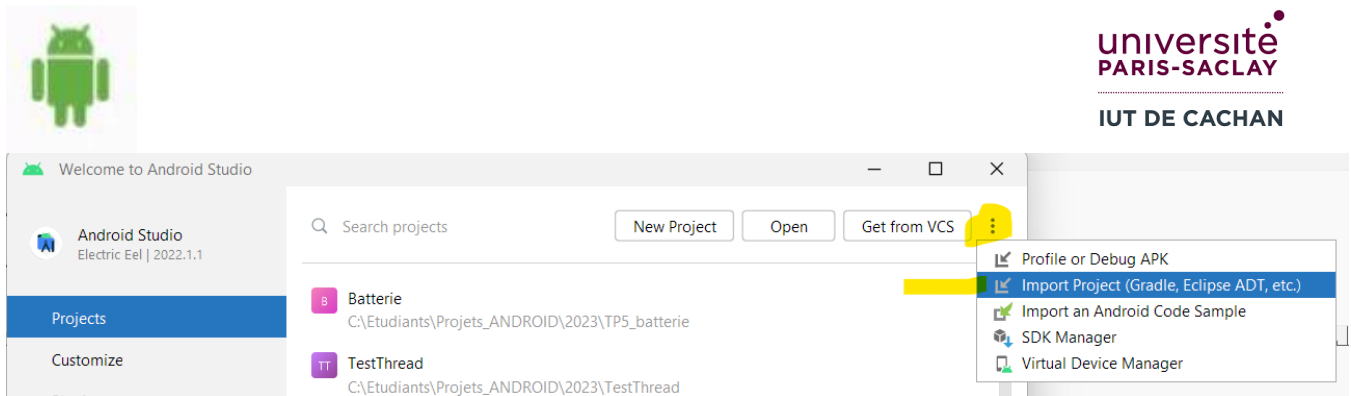 université
PARIS-SACLAY
IUT DE CACHAN
Welcome to Android Studio
Search projects
New Project
Open
Get from VCS
Android Studio
Electric Eel | 2022.1.1
Profile or Debug APK
Import Project (Gradle, Eclipse ADT, etc.)
Import an Android Code Sample
SDK Manager
Virtual Device Manager
Projects
Customize
B
Batterie
C:\Etudiants\Projets_ANDROID\2023\TP5_batterie
TT
TestThread
C:\Etudiants\Projets_ANDROID\2023\TestThread